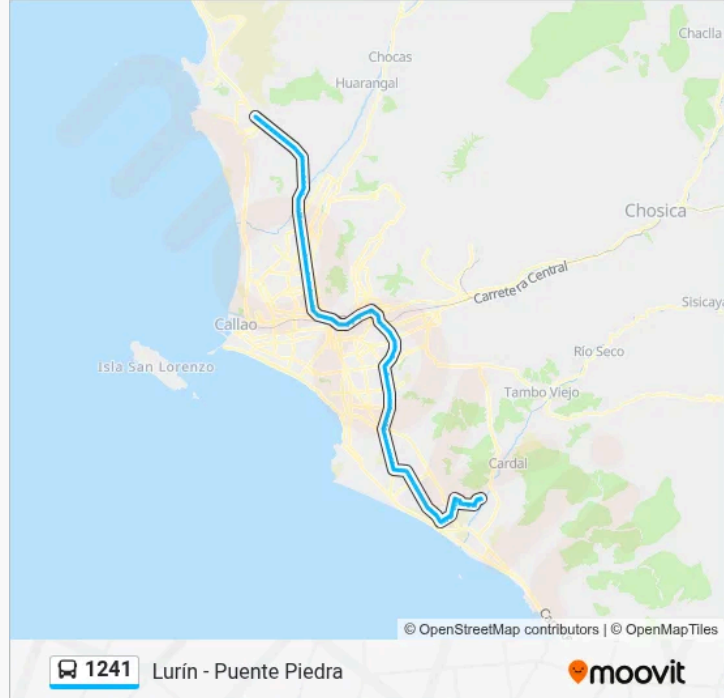 Chaclla
Chocas
Huarangal
Chosica
Carretera Central
Sisicaya
Callao
Río Seco
Isla San Lorenzo
Tambo Viejo
Cardal
© OpenStreetMap contributors | © OpenMapTiles
1241 Lurín - Puente Piedra
moovit